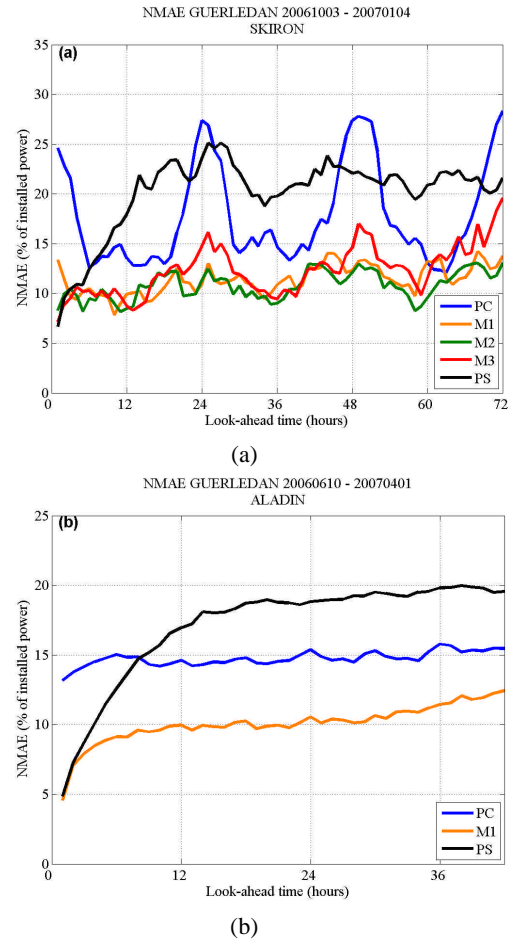 NMAE GUERLEDAN 20061003 - 20070104
SKIRON
(a)
NMAE (% of installed power)
35
30
25
20
15
10
5
0
0 12 24 36 48 60 72
Look-ahead time (hours)
PC
M1
M2
M3
PS
(a)
NMAE GUERLEDAN 20060610 - 20070401
ALADIN
(b)
NMAE (% of installed power)
25
20
15
10
5
0
0 12 24 36
Look-ahead time (hours)
PC
M1
PS
(b)